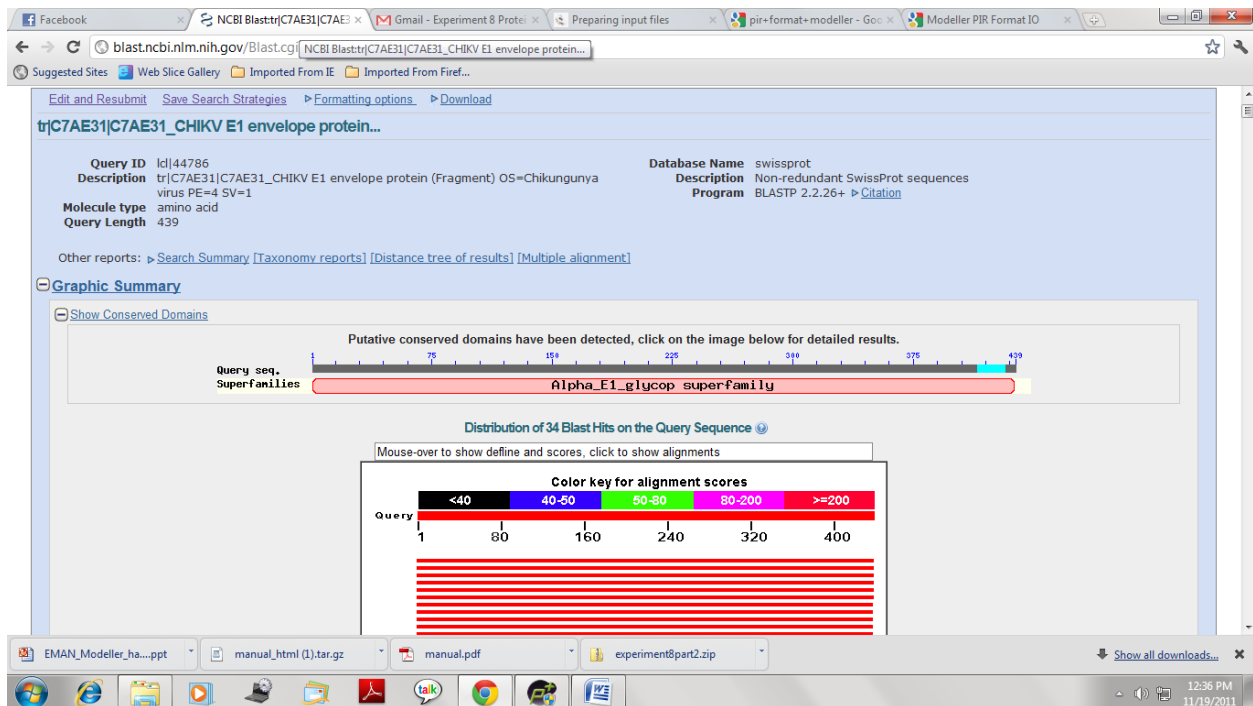 Facebook
NCBI Blast:tr|C7AE31|C7AE3
Gmail - Experiment 8 Protei
Preparing input files
pir+format+modeller - Goo
Modeller PIR Format IO
blast.ncbi.nlm.nih.gov/Blast.cgi
NCBI Blast:tr|C7AE31|C7AE31_CHIKV E1 envelope protein...
Suggested Sites Web Slice Gallery Imported From IE Imported From Firef...
Edit and Resubmit Save Search Strategies Formatting options Download
tr|C7AE31|C7AE31_CHIKV E1 envelope protein...
Query ID lcl|44786
Description tr|C7AE31|C7AE31_CHIKV E1 envelope protein (Fragment) OS=Chikungunya
virus PE=4 SV=1
Molecule type amino acid
Query Length 439
Database Name swissprot
Description Non-redundant SwissProt sequences
Program BLASTP 2.2.26+ Citation
Other reports: Search Summary [Taxonomy reports] [Distance tree of results] [Multiple alignment]
Graphic Summary
Show Conserved Domains
Putative conserved domains have been detected, click on the image below for detailed results.
1 75 150 225 300 375 439
Query seq.
Superfamilies Alpha_E1_glycop superfamily
Distribution of 34 Blast Hits on the Query Sequence
Mouse-over to show defline and scores, click to show alignments
Color key for alignment scores
<40 40-50 50-80 80-200 >=200
Query
1 80 160 240 320 400
EMAN_Modeller_ha....ppt manual_html (1).tar.gz manual.pdf experiment8part2.zip Show all downloads...
talk
12:36 PM
11/19/2011